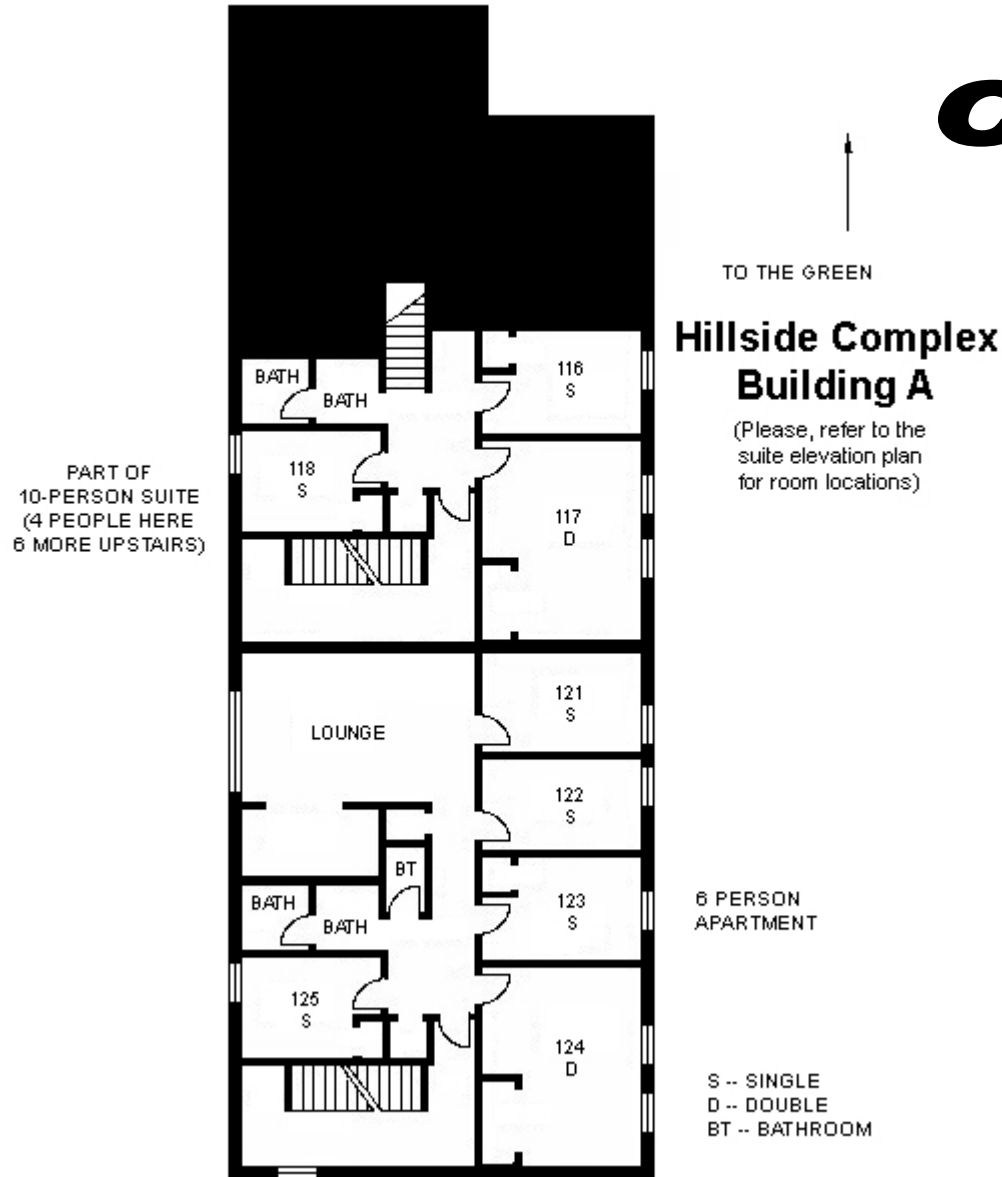 TO THE GREEN
Hillside Complex
Building A
(Please, refer to the
suite elevation plan
for room locations)
BATH
BATH
116
S
118
S
117
D
PART OF
10-PERSON SUITE
(4 PEOPLE HERE
6 MORE UPSTAIRS)
121
S
LOUNGE
122
S
BT
123
S
BATH
BATH
6 PERSON
APARTMENT
125
S
124
D
S -- SINGLE
D -- DOUBLE
BT -- BATHROOM